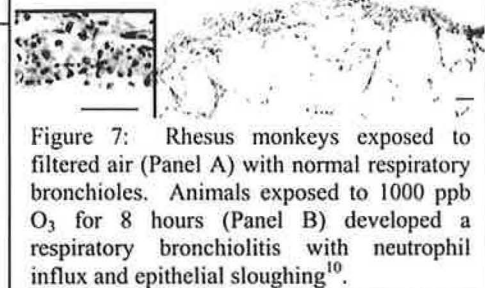 Figure 7: Rhesus monkeys exposed to
filtered air (Panel A) with normal respiratory
bronchioles. Animals exposed to 1000 ppb
O₃ for 8 hours (Panel B) developed a
respiratory bronchiolitis with neutrophil
influx and epithelial sloughing¹⁰.